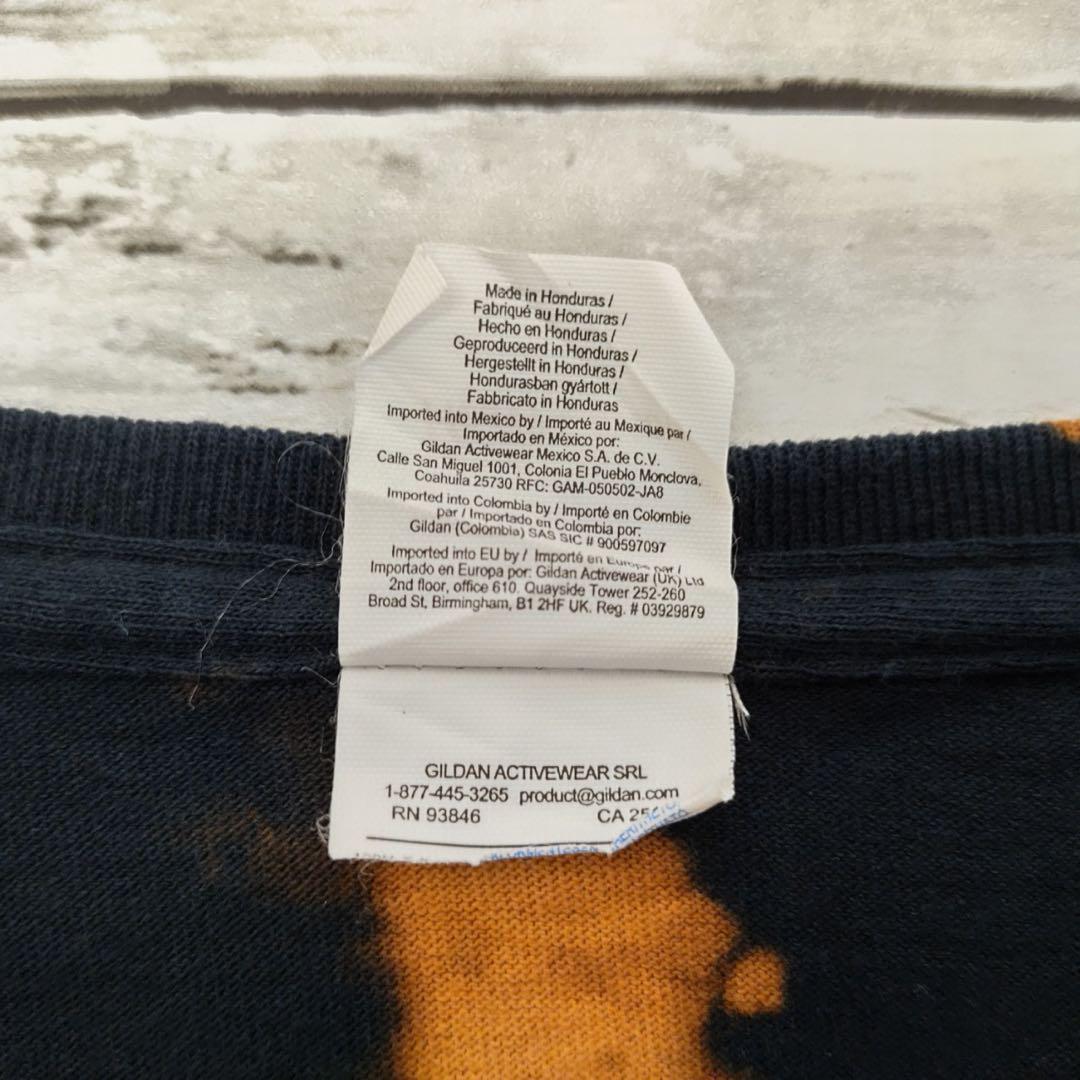 Made in Honduras /
Fabriqué au Honduras /
Hecho en Honduras /
Geproduceerd in Honduras /
Hergestellt in Honduras /
Hondurasban gyártott /
Fabbricato in Honduras
Imported into Mexico by / Importé au Mexique par /
Importado en México por:
Gildan Activewear Mexico S.A. de C.V.
Calle San Miguel 1001, Colonia El Pueblo Monclova,
Coahuila 25730 RFC: GAM-050502-JA8
Imported into Colombia by / Importé en Colombie
par / Importado en Colombia por:
Gildan (Colombia) SAS SIC # 900597097
Imported into EU by / Importé en Europe par /
Importado en Europa por: Gildan Activewear (UK) Ltd
2nd floor, office 610. Quayside Tower 252-260
Broad St, Birmingham, B1 2HF UK. Reg. # 03929879
GILDAN ACTIVEWEAR SRL
1-877-445-3265 product@gildan.com
RN 93846 CA